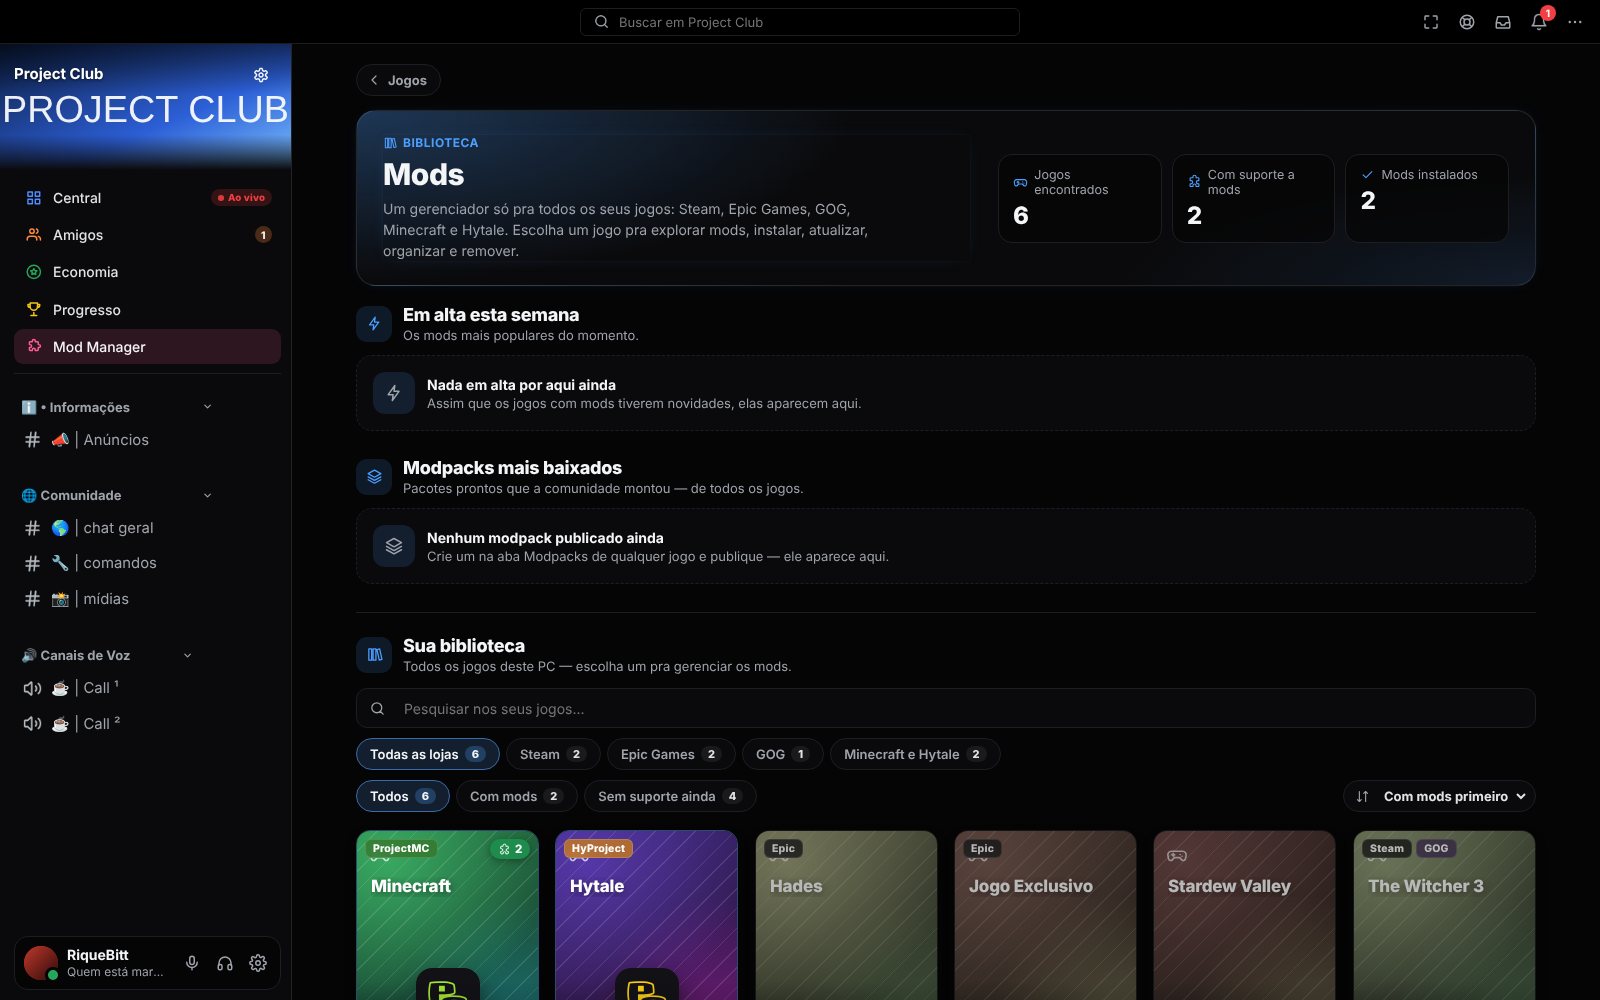 Buscar em Project Club
1
Project Club
PROJECT CLUB
Central
Ao vivo
Amigos
1
Economia
Progresso
Mod Manager
ℹ️ • Informações
# 📣 | Anúncios
🌐 Comunidade
# 🌎 | chat geral
# 🔧 | comandos
# 📸 | mídias
🔊 Canais de Voz
☕ | Call ¹
☕ | Call ²
RiqueBitt
Quem está mar...
Jogos
BIBLIOTECA
Mods
Um gerenciador só pra todos os seus jogos: Steam, Epic Games, GOG,
Minecraft e Hytale. Escolha um jogo pra explorar mods, instalar, atualizar,
organizar e remover.
Jogos
encontrados
6
Com suporte a
mods
2
Mods instalados
2
Em alta esta semana
Os mods mais populares do momento.
Nada em alta por aqui ainda
Assim que os jogos com mods tiverem novidades, elas aparecem aqui.
Modpacks mais baixados
Pacotes prontos que a comunidade montou — de todos os jogos.
Nenhum modpack publicado ainda
Crie um na aba Modpacks de qualquer jogo e publique — ele aparece aqui.
Sua biblioteca
Todos os jogos deste PC — escolha um pra gerenciar os mods.
Pesquisar nos seus jogos...
Todas as lojas 6 Steam 2 Epic Games 2 GOG 1 Minecraft e Hytale 2
Todos 6 Com mods 2 Sem suporte ainda 4 Com mods primeiro
ProjectMC 2
Minecraft
HyProject
Hytale
Epic
Hades
Epic
Jogo Exclusivo
Stardew Valley
Steam GOG
The Witcher 3